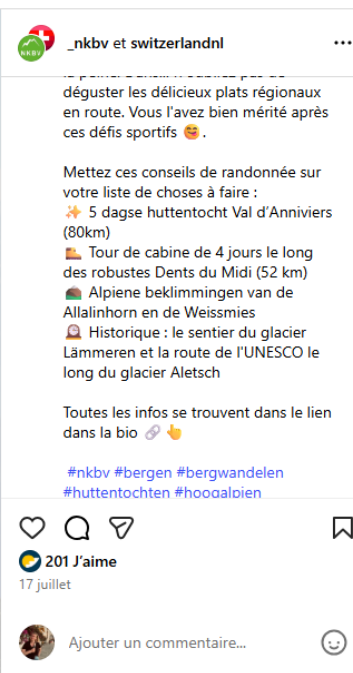 NKBV
_nkbv et switzerlandnl
déguster les délicieux plats régionaux
en route. Vous l'avez bien mérité après
ces défis sportifs 🥰.
Mettez ces conseils de randonnée sur
votre liste de choses à faire :
✨ 5 dagse huttentocht Val d'Anniviers
(80km)
🥾 Tour de cabine de 4 jours le long
des robustes Dents du Midi (52 km)
⛰️ Alpiene beklimmingen van de
Allalinhorn en de Weissmies
🕰️ Historique : le sentier du glacier
Lämmeren et la route de l'UNESCO le
long du glacier Aletsch
Toutes les infos se trouvent dans le lien
dans la bio 🔗 👆
#nkbv #bergen #bergwandelen
#huttentochten #hoogalpien
201 J'aime
17 juillet
Ajouter un commentaire...